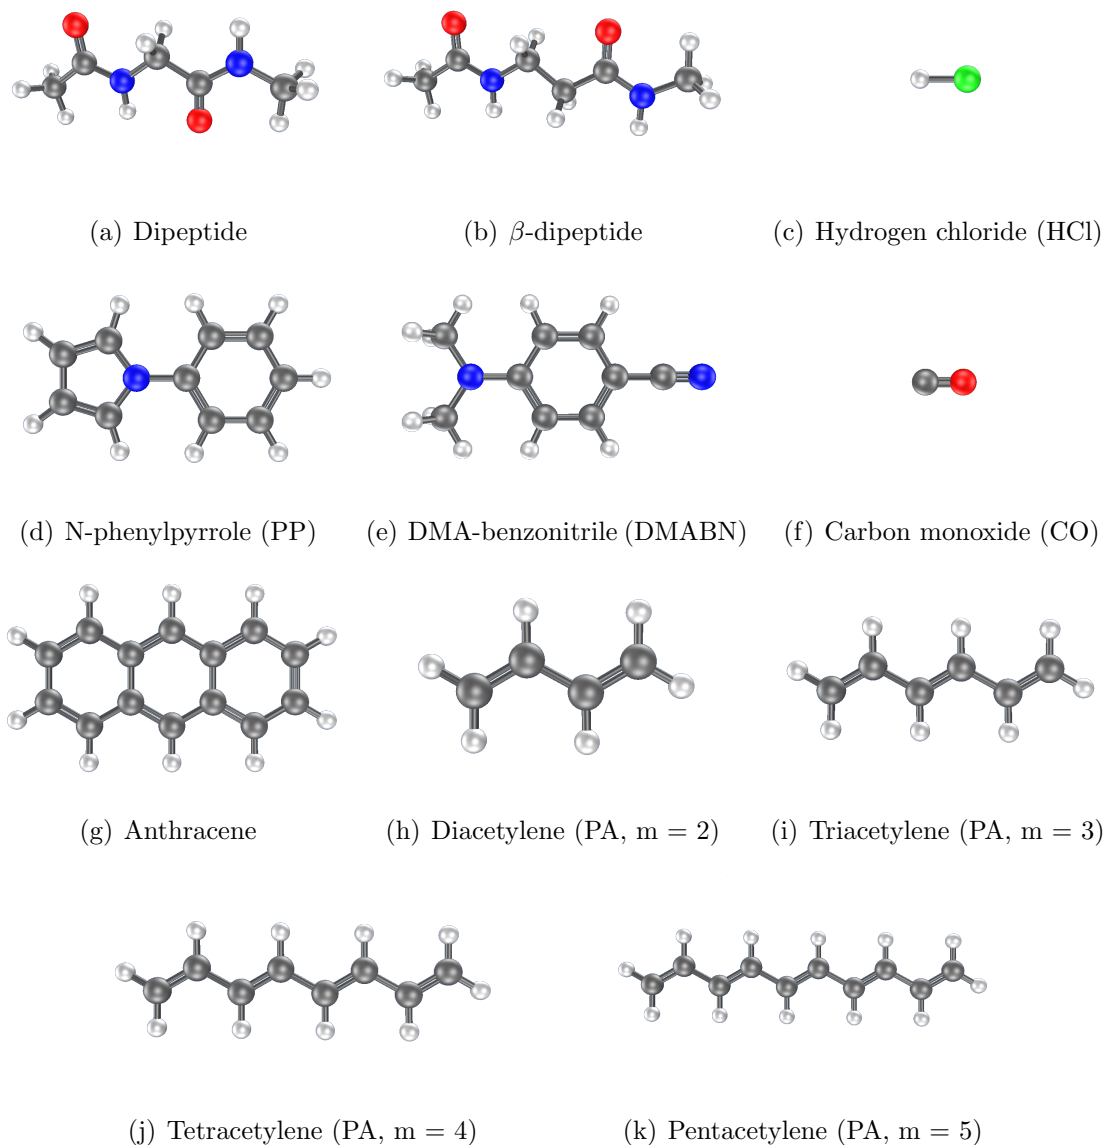 (a) Dipeptide
(b) β-dipeptide
(c) Hydrogen chloride (HCl)
(d) N-phenylpyrrole (PP)
(e) DMA-benzonitrile (DMABN)
(f) Carbon monoxide (CO)
(g) Anthracene
(h) Diacetylene (PA, m = 2)
(i) Triacetylene (PA, m = 3)
(j) Tetracetylene (PA, m = 4)
(k) Pentacetylene (PA, m = 5)